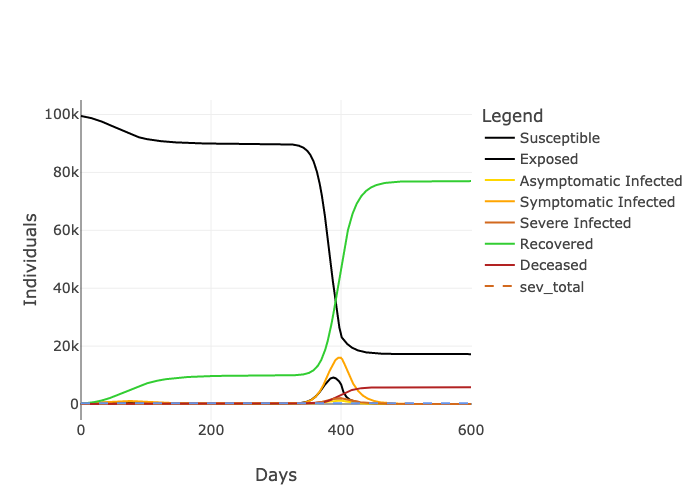 100k
80k
60k
40k
20k
0
0
200
400
600
Days
Individuals
Legend
Susceptible
Exposed
Asymptomatic Infected
Symptomatic Infected
Severe Infected
Recovered
Deceased
sev_total